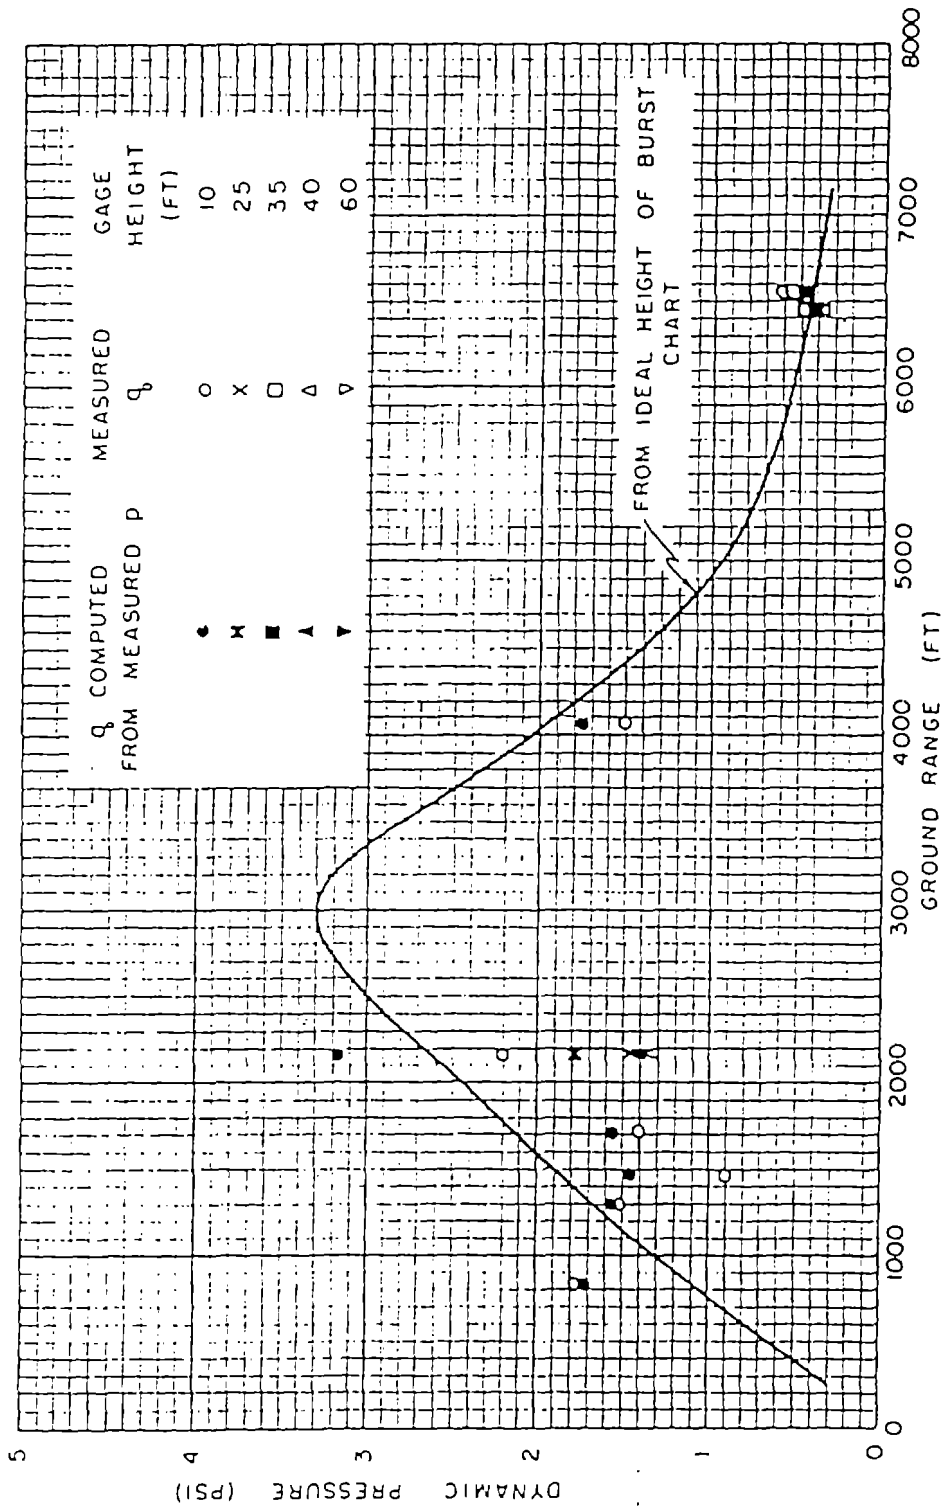 q COMPUTED MEASURED GAGE
FROM MEASURED p q HEIGHT
(FT)
10
25
35
40
60
FROM IDEAL HEIGHT OF BURST
CHART
5
4
3
2
1
0
DYNAMIC
PRESSURE (PSI)
0 1000 2000 3000 4000 5000 6000 7000 8000
GROUND RANGE (FT)